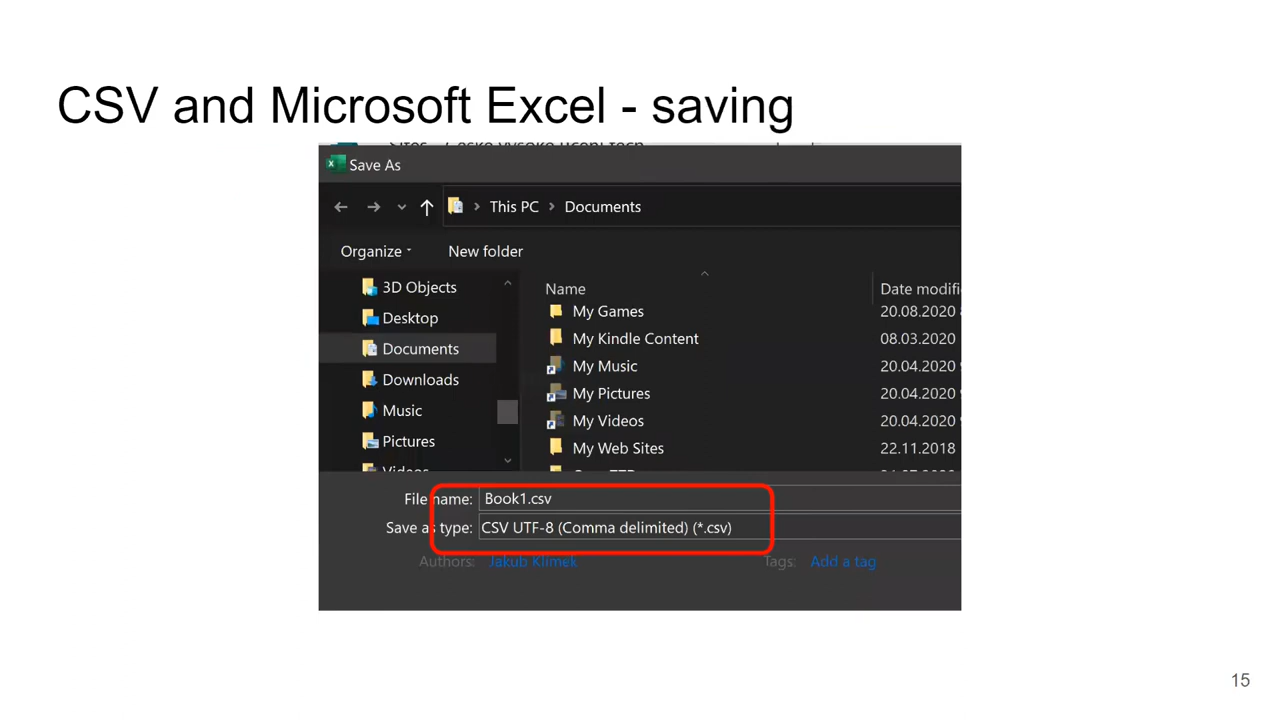 CSV and Microsoft Excel - saving
Save As
This PC > Documents
Organize New folder
3D Objects
Desktop
Documents
Downloads
Music
Pictures
Videos
Name Date modifi
My Games 20.08.2020
My Kindle Content 08.03.2020
My Music 20.04.2020
My Pictures 20.04.2020
My Videos 20.04.2020
My Web Sites 22.11.2018
File name: Book1.csv
Save as type: CSV UTF-8 (Comma delimited) (*.csv)
Authors: Jakub Klimek Tags: Add a tag
15